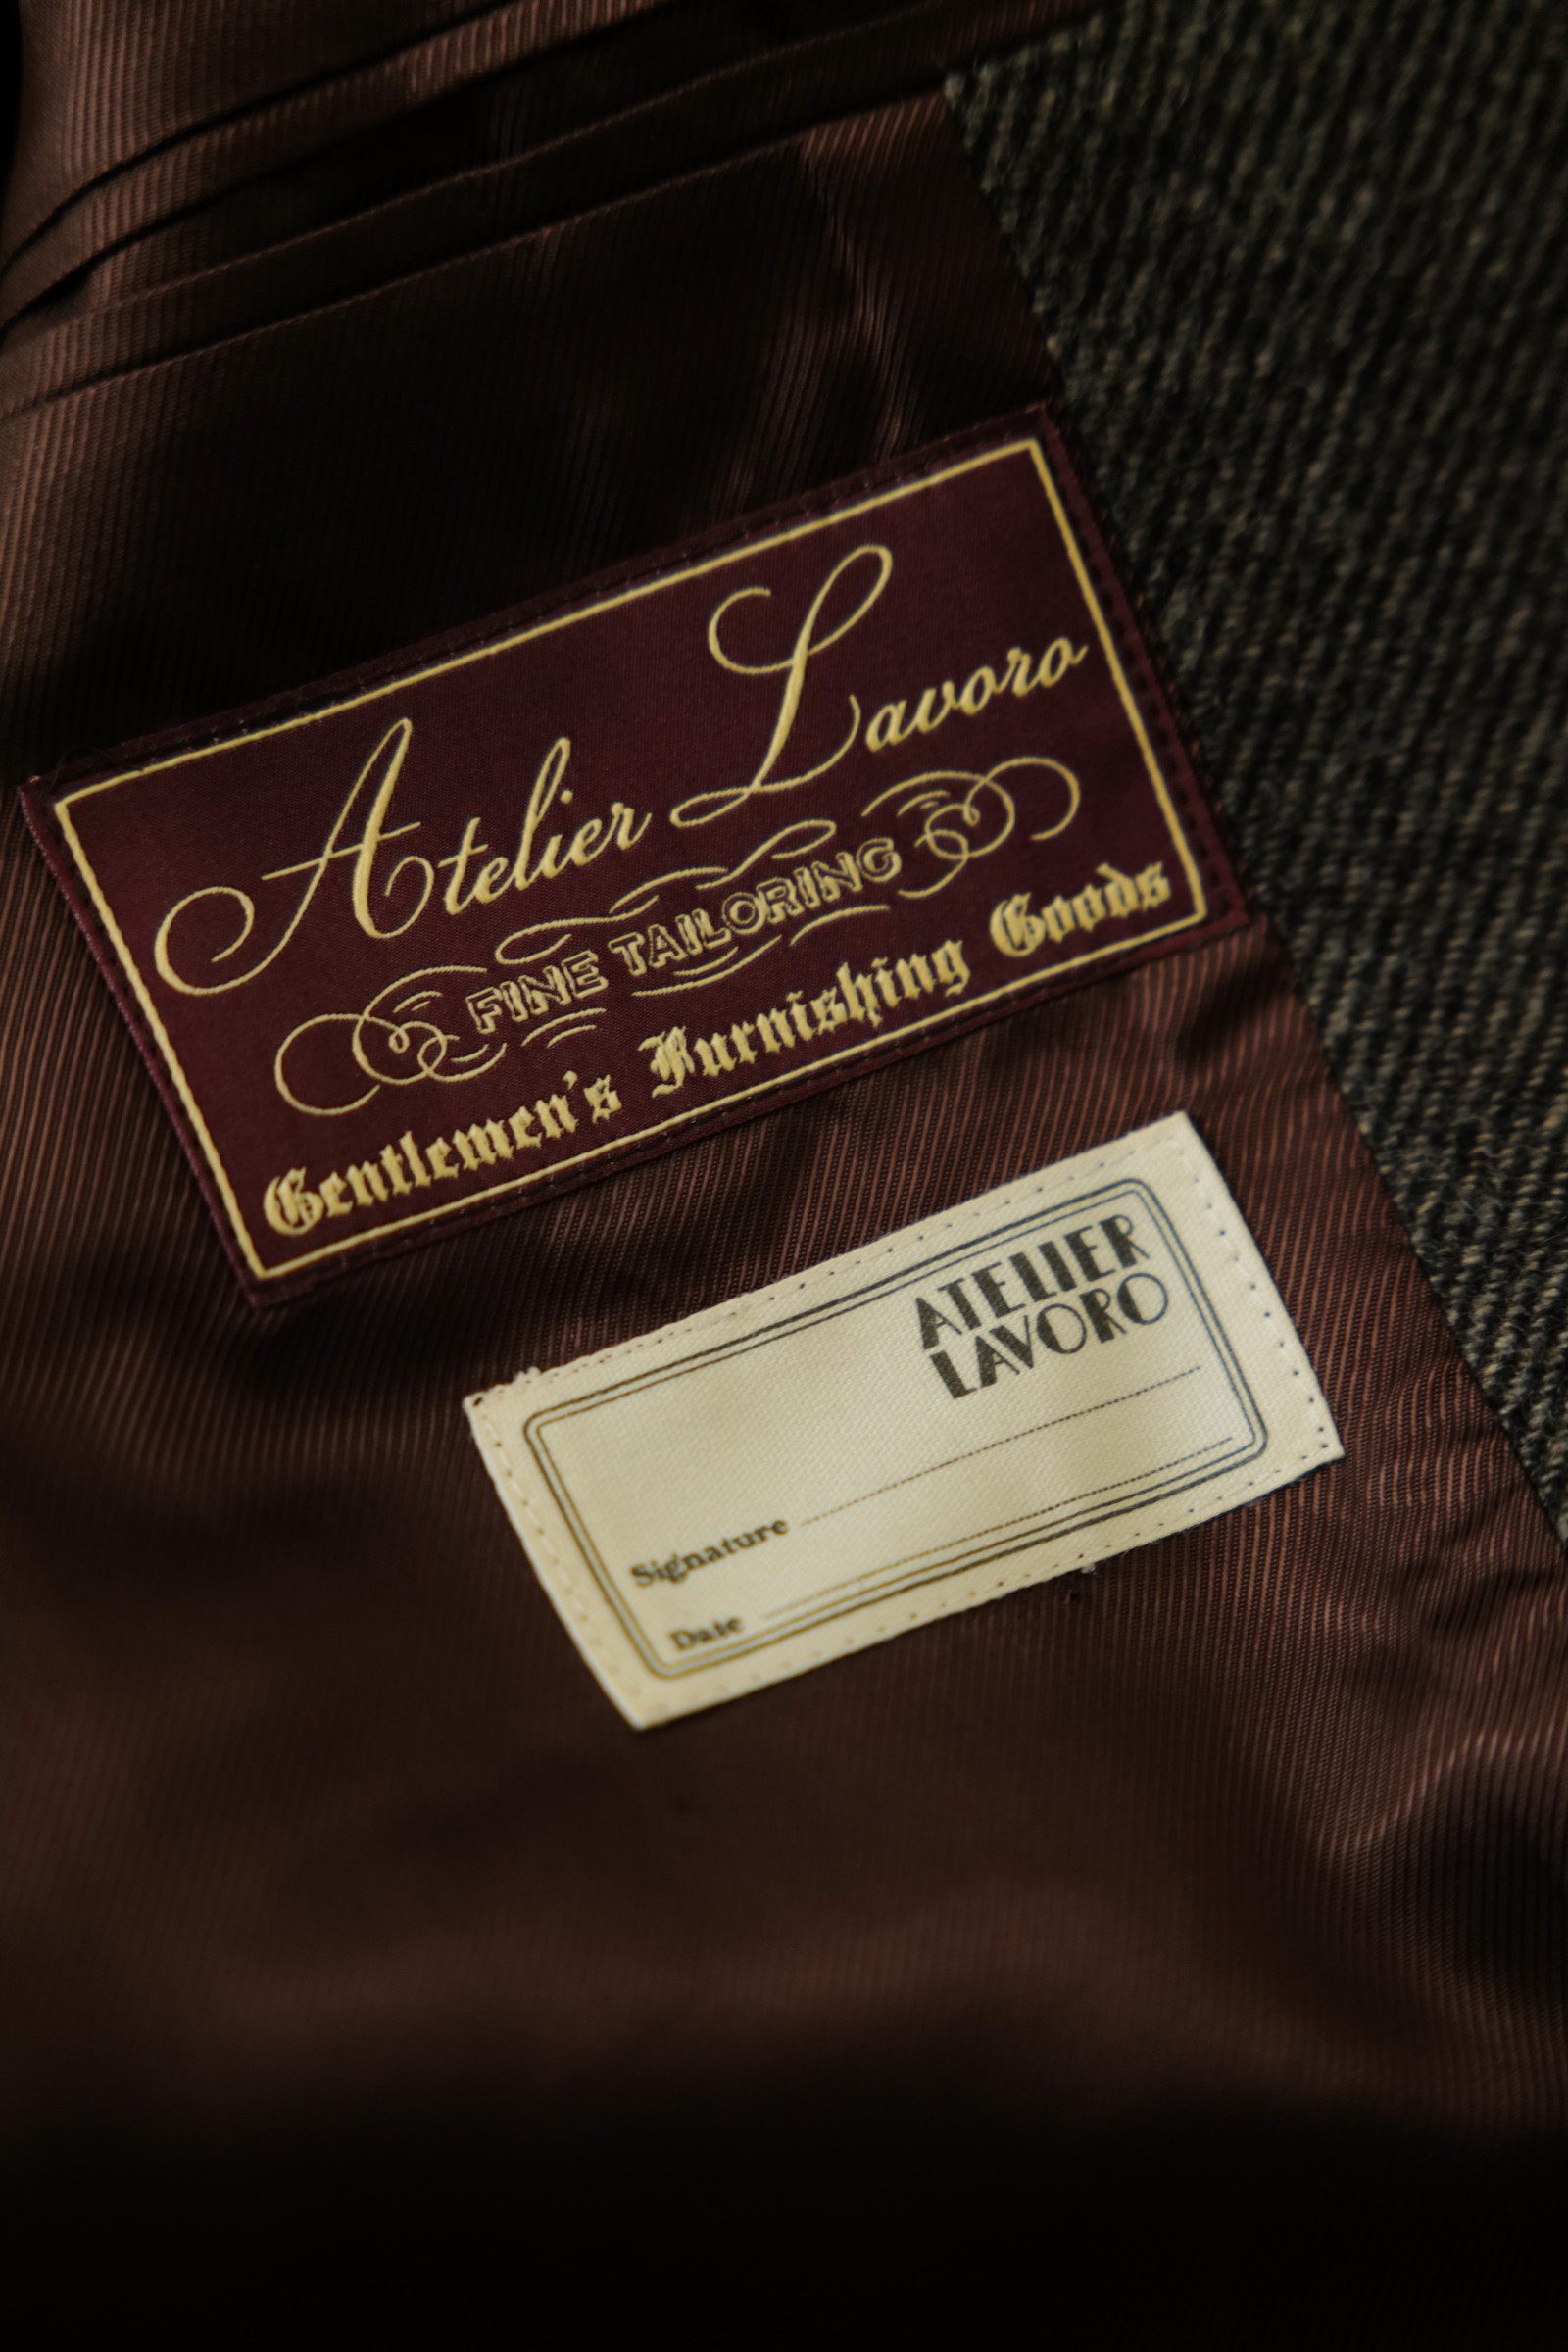 Atelier Lavoro
FINE TAILORING
Gentlemen's Furnishing Goods
ATELIER
LAVORO
Signature
Date